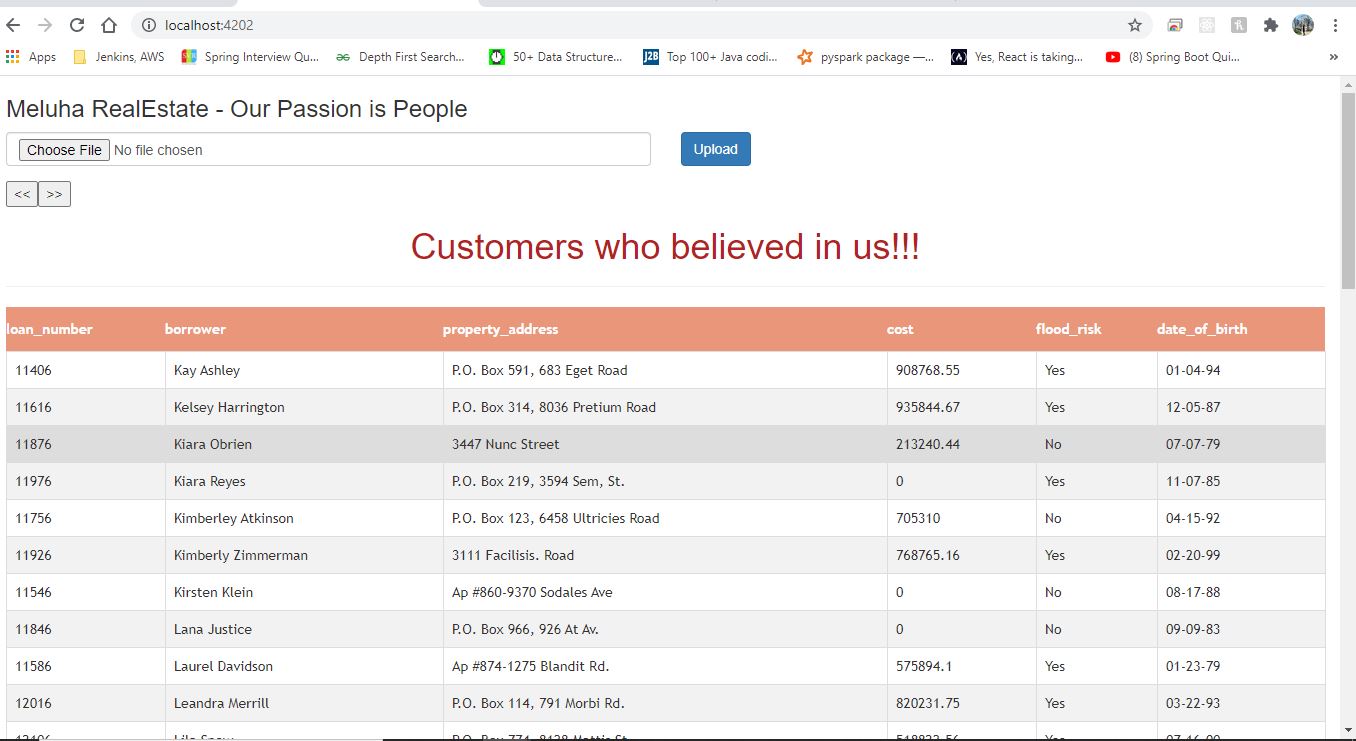 localhost:4202
Apps Jenkins, AWS Spring Interview Qu... Depth First Search... 50+ Data Structure... J2B Top 100+ Java codi... pyspark package —... Yes, React is taking... (8) Spring Boot Qui... »
Meluha RealEstate - Our Passion is People
Choose File No file chosen Upload
<< >>
Customers who believed in us!!!
loan_number borrower property_address cost flood_risk date_of_birth
11406 Kay Ashley P.O. Box 591, 683 Eget Road 908768.55 Yes 01-04-94
11616 Kelsey Harrington P.O. Box 314, 8036 Pretium Road 935844.67 Yes 12-05-87
11876 Kiara Obrien 3447 Nunc Street 213240.44 No 07-07-79
11976 Kiara Reyes P.O. Box 219, 3594 Sem, St. 0 Yes 11-07-85
11756 Kimberley Atkinson P.O. Box 123, 6458 Ultricies Road 705310 No 04-15-92
11926 Kimberly Zimmerman 3111 Facilisis. Road 768765.16 Yes 02-20-99
11546 Kirsten Klein Ap #860-9370 Sodales Ave 0 No 08-17-88
11846 Lana Justice P.O. Box 966, 926 At Av. 0 No 09-09-83
11586 Laurel Davidson Ap #874-1275 Blandit Rd. 575894.1 Yes 01-23-79
12016 Leandra Merrill P.O. Box 114, 791 Morbi Rd. 820231.75 Yes 03-22-93